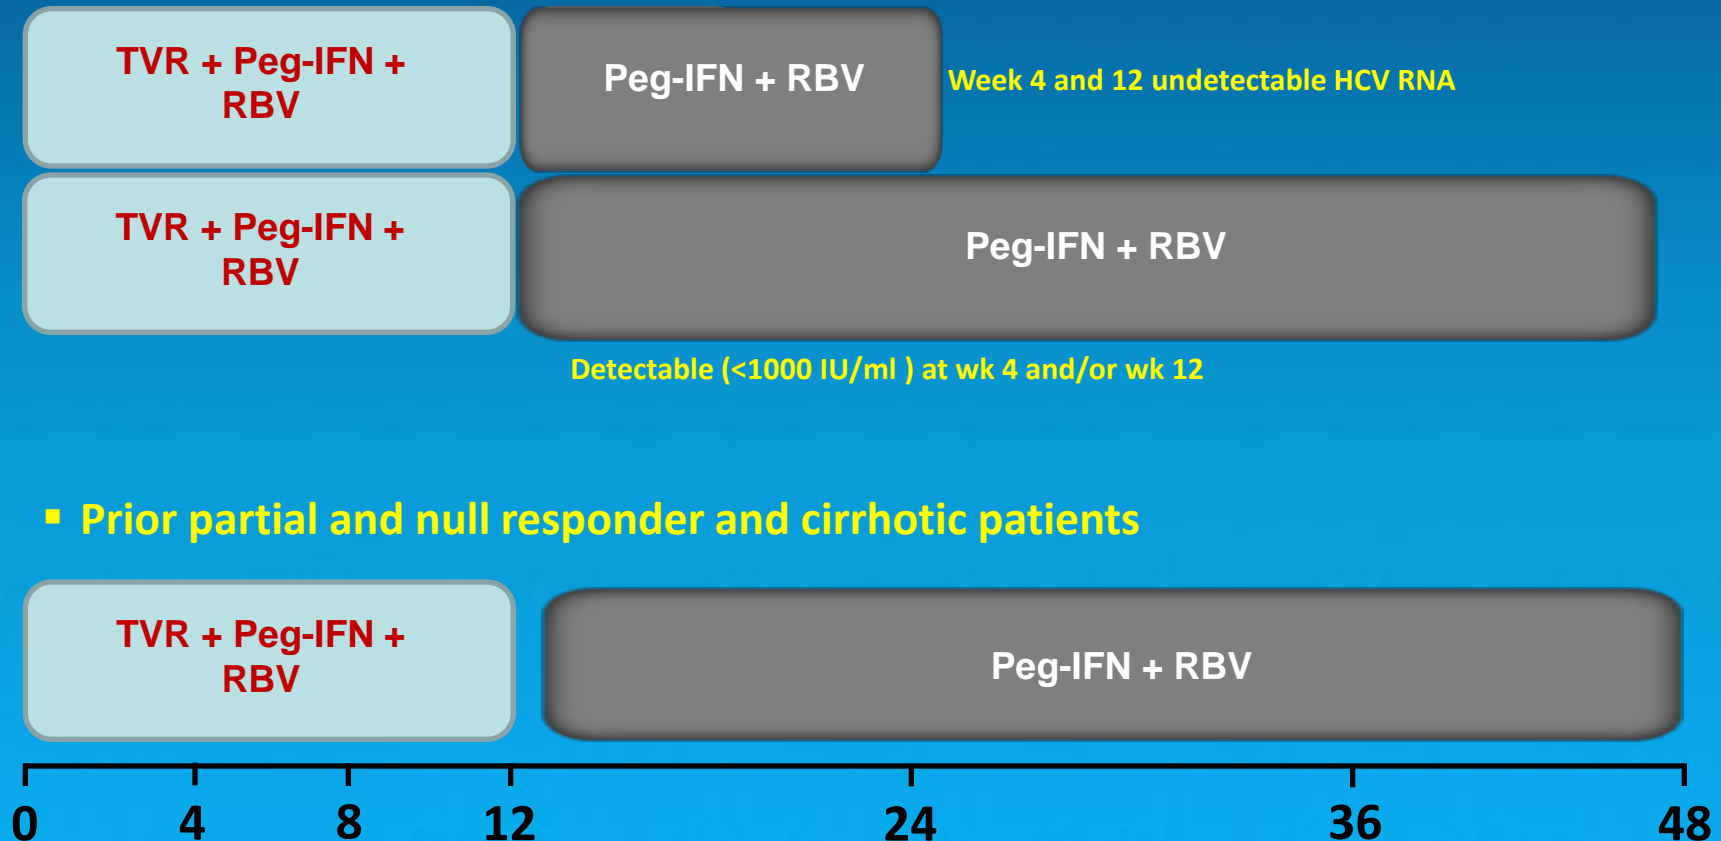 TVR + Peg-IFN +
RBV
Peg-IFN + RBV
Week 4 and 12 undetectable HCV RNA
TVR + Peg-IFN +
RBV
Peg-IFN + RBV
Detectable (<1000 IU/ml ) at wk 4 and/or wk 12
▪ Prior partial and null responder and cirrhotic patients
TVR + Peg-IFN +
RBV
Peg-IFN + RBV
0 4 8 12 24 36 48